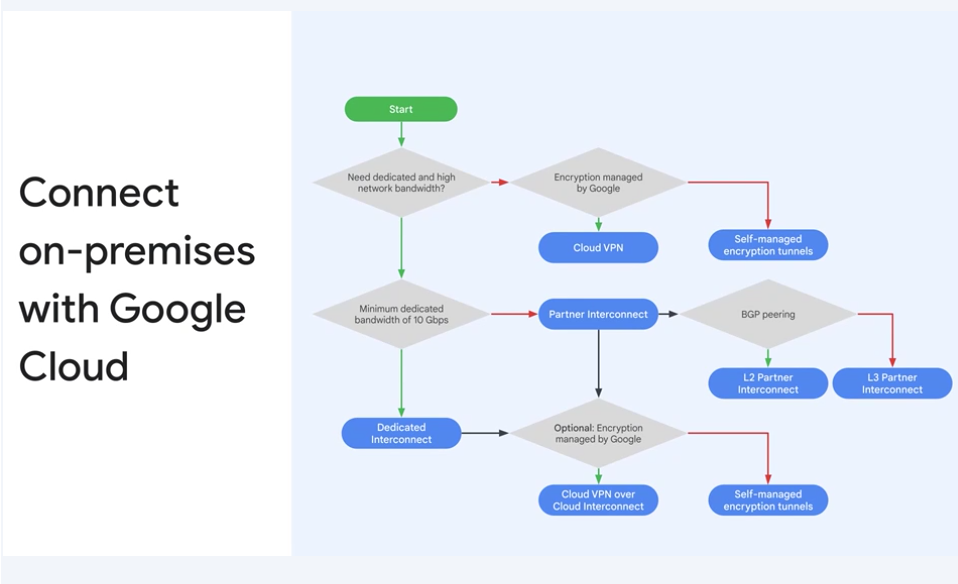 Connect
on-premises
with Google
Cloud
Start
Need dedicated and high
network bandwidth?
Encryption managed
by Google
Cloud VPN
Self-managed
encryption tunnels
Minimum dedicated
bandwidth of 10 Gbps
Partner Interconnect
BGP peering
L2 Partner
Interconnect
L3 Partner
Interconnect
Dedicated
Interconnect
Optional: Encryption
managed by Google
Cloud VPN over
Cloud Interconnect
Self-managed
encryption tunnels